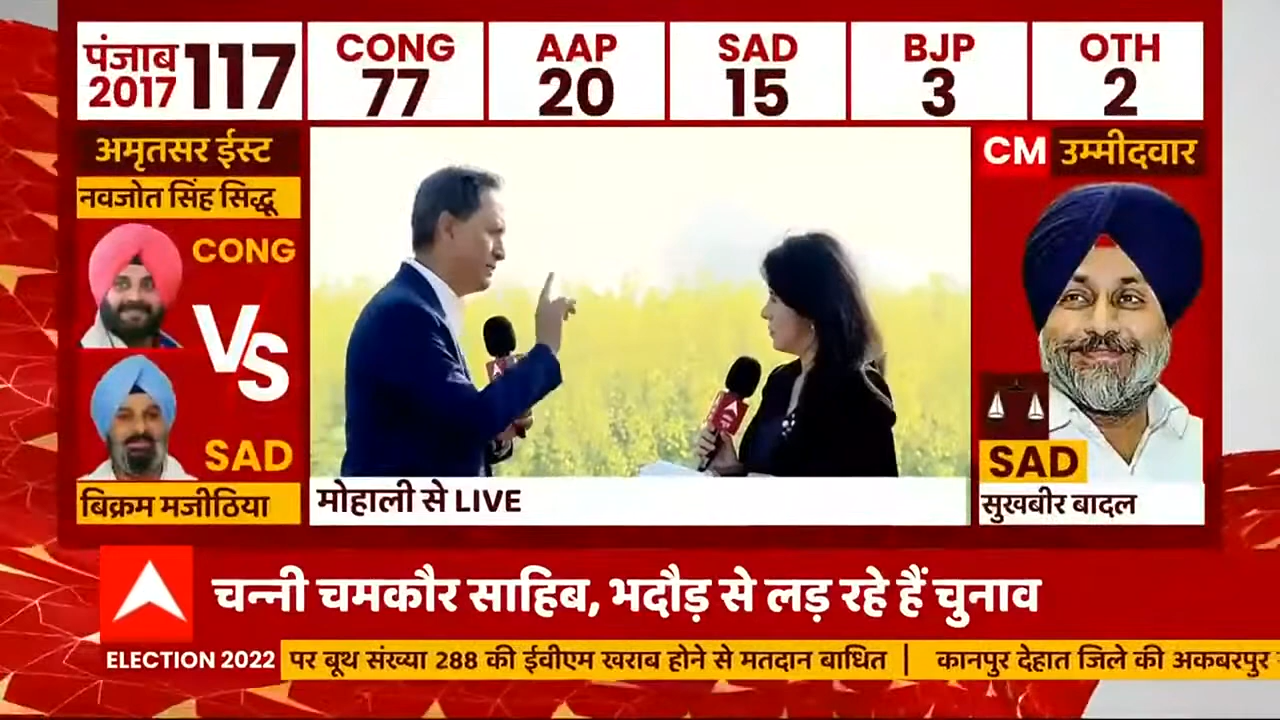 पंजाब 2017 117
CONG 77
AAP 20
SAD 15
BJP 3
OTH 2
अमृतसर ईस्ट
नवजोत सिंह सिद्धू
CONG
VS
SAD
बिक्रम मजीठिया
मोहाली से LIVE
CM उम्मीदवार
SAD
सुखबीर बादल
चन्नी चमकौर साहिब, भदौड़ से लड़ रहे हैं चुनाव
ELECTION 2022
पर बूथ संख्या 288 की ईवीएम खराब होने से मतदान बाधित | कानपुर देहात जिले की अकबरपुर